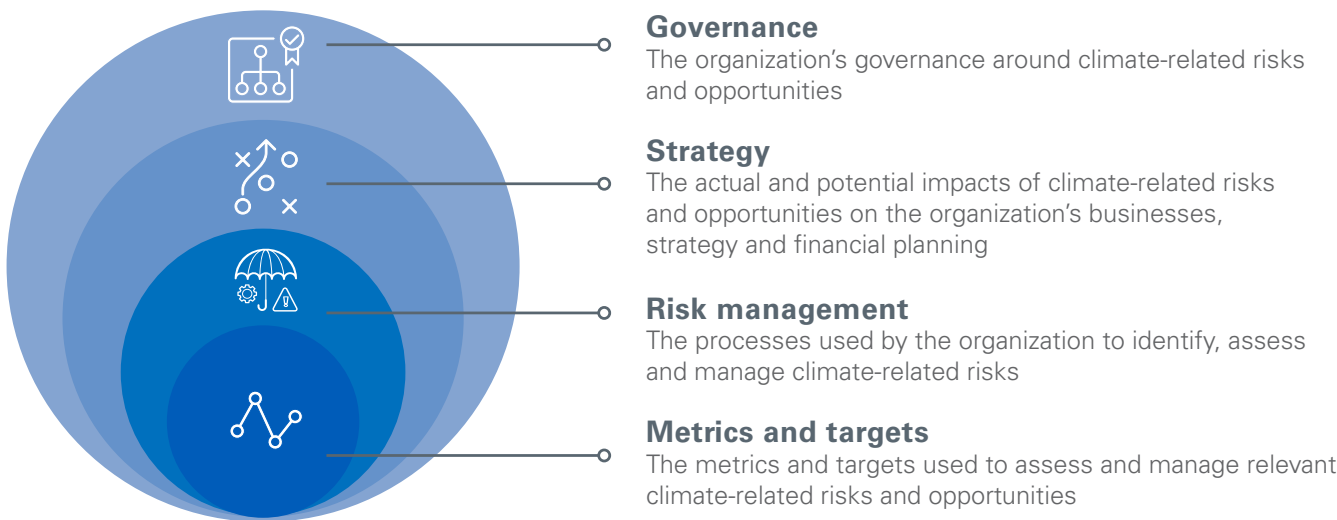 Governance
The organization’s governance around climate-related risks
and opportunities
Strategy
The actual and potential impacts of climate-related risks
and opportunities on the organization’s businesses,
strategy and financial planning
Risk management
The processes used by the organization to identify, assess
and manage climate-related risks
Metrics and targets
The metrics and targets used to assess and manage relevant
climate-related risks and opportunities